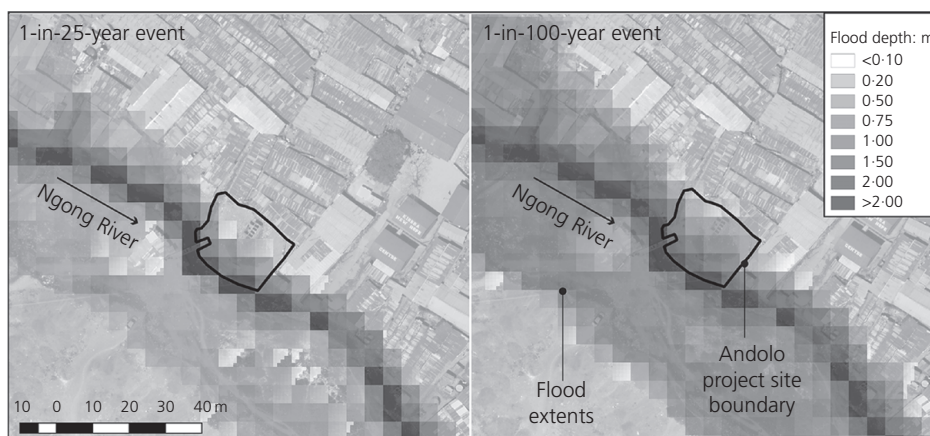 1-in-25-year event
Ngong River
10 0 10 20 30 40 m
1-in-100-year event
Ngong River
Flood extents
Andolo
project site
boundary
Flood depth: m
<0·10
0·20
0·50
0·75
1·00
1·50
2·00
>2·00